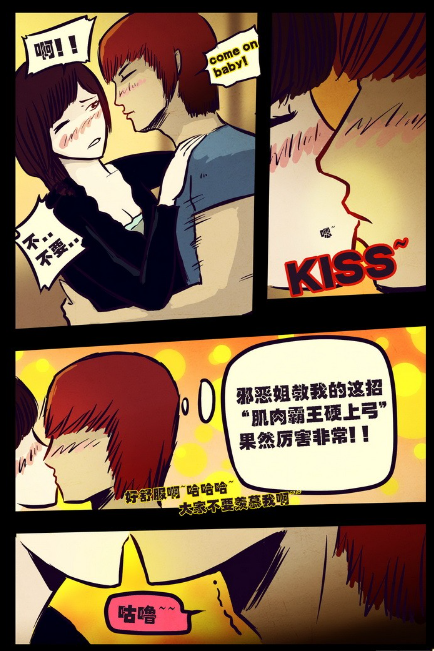 啊！！
come on
baby!
不..
不要..
嗯~
KISS~
邪恶姐教我的这招
“肌肉霸王硬上弓”
果然厉害非常！！
好舒服啊~哈哈哈~
大家不要羡慕我啊
咕噜~~